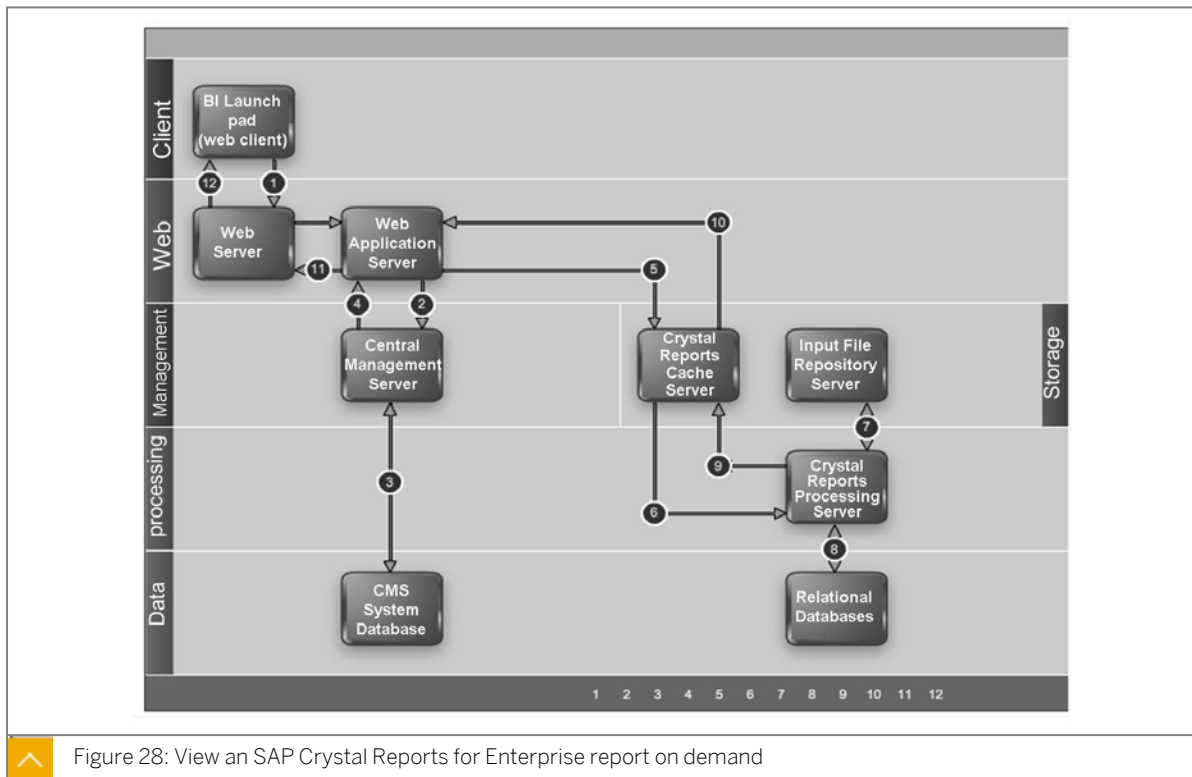 Client
BI Launch
pad
(web client)
12
1
Web
Web
Server
Web
Application
Server
10
11
5
4
2
Management
Central
Management
Server
Crystal
Reports
Cache
Server
Input File
Repository
Server
Storage
7
processing
3
9
6
Crystal
Reports
Processing
Server
8
Data
CMS
System
Database
Relational
Databases
1 2 3 4 5 6 7 8 9 10 11 12
Figure 28: View an SAP Crystal Reports for Enterprise report on demand